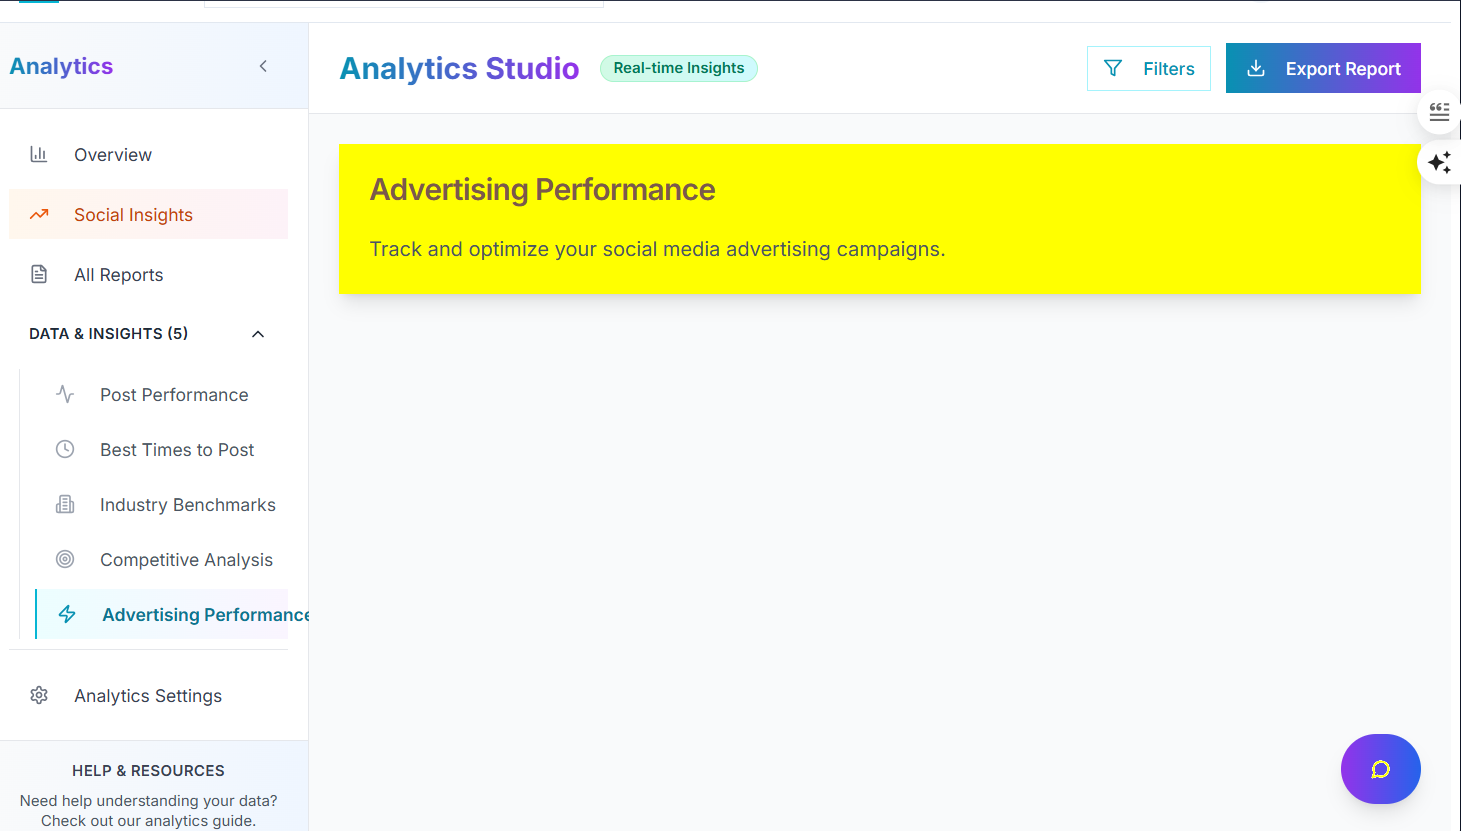 Analytics
Analytics Studio
Real-time Insights
Filters
Export Report
Overview
Social Insights
All Reports
DATA & INSIGHTS (5)
Post Performance
Best Times to Post
Industry Benchmarks
Competitive Analysis
Advertising Performance
Analytics Settings
HELP & RESOURCES
Need help understanding your data?
Check out our analytics guide.
Advertising Performance
Track and optimize your social media advertising campaigns.